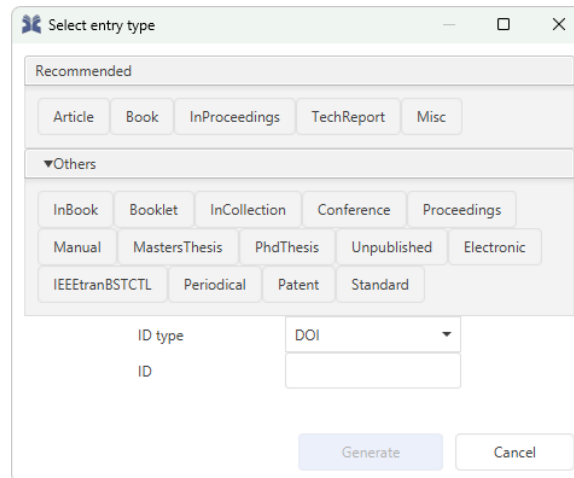 Select entry type
Recommended
Article Book InProceedings TechReport Misc
▼Others
InBook Booklet InCollection Conference Proceedings
Manual MastersThesis PhdThesis Unpublished Electronic
IEEEtranBSTCTL Periodical Patent Standard
ID type DOI
ID
Generate Cancel